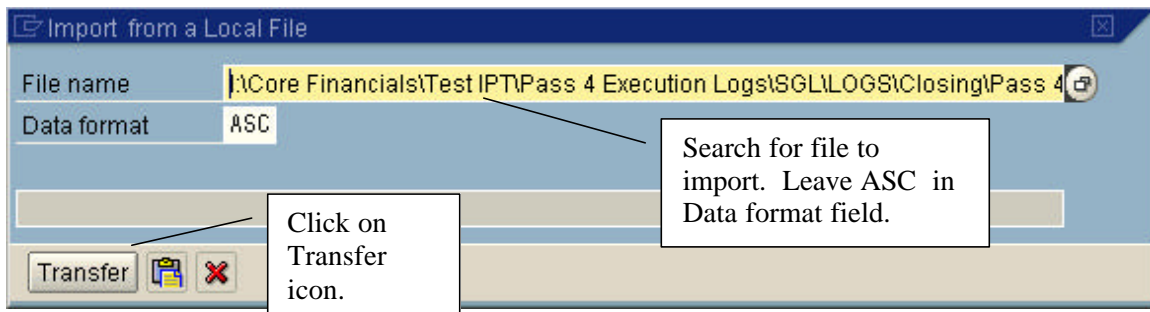 Import from a Local File
File name
I:\Core Financials\Test IPT\Pass 4 Execution Logs\SGL\LOGS\Closing\Pass 4
Data format
ASC
Search for file to
import. Leave ASC in
Data format field.
Click on
Transfer
icon.
Transfer